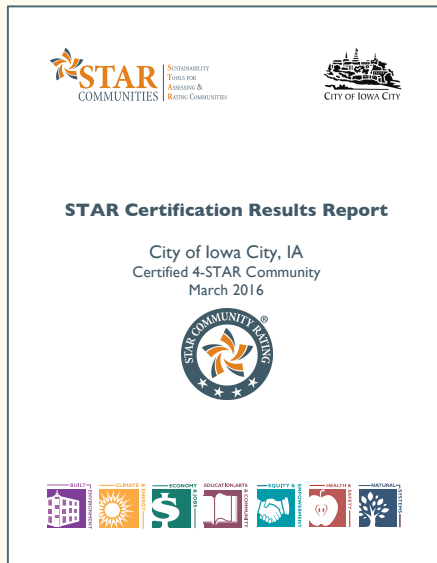 STAR
COMMUNITIES
SUSTAINABILITY
TOOLS FOR
ASSESSING &
RATING COMMUNITIES
CITY OF IOWA CITY
STAR Certification Results Report
City of Iowa City, IA
Certified 4-STAR Community
March 2016
STAR COMMUNITY RATING ®
BUILT ENVIRONMENT
CLIMATE & ENERGY
ECONOMY & JOBS
EDUCATION, ARTS & COMMUNITY
EQUITY & EMPOWERMENT
HEALTH & SAFETY
NATURAL SYSTEMS